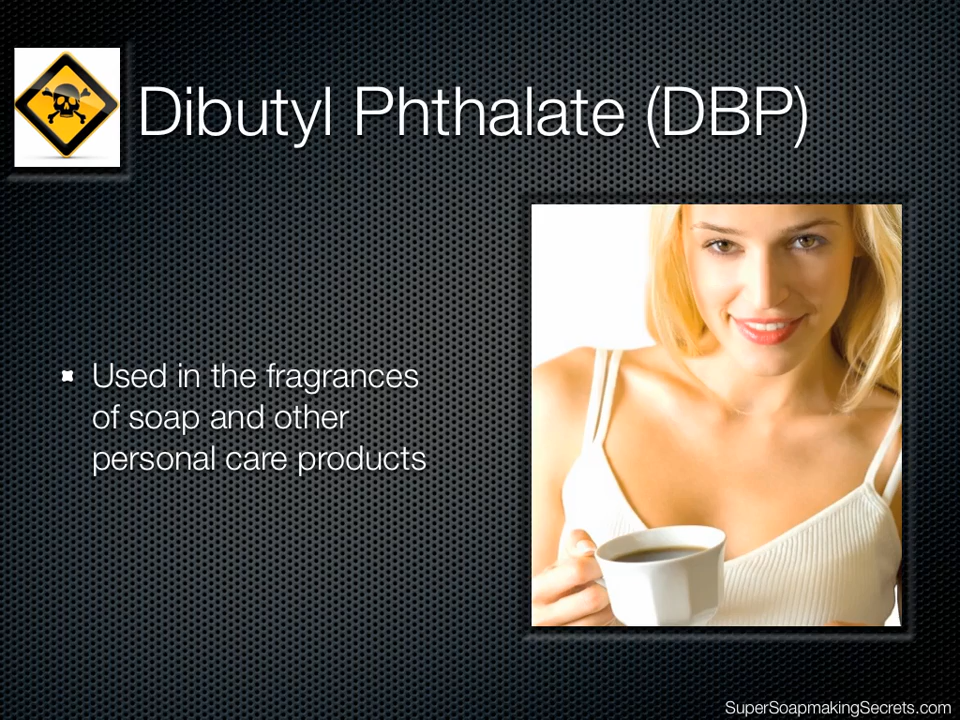 Dibutyl Phthalate (DBP)
Used in the fragrances
of soap and other
personal care products
SuperSoapmakingSecrets.com